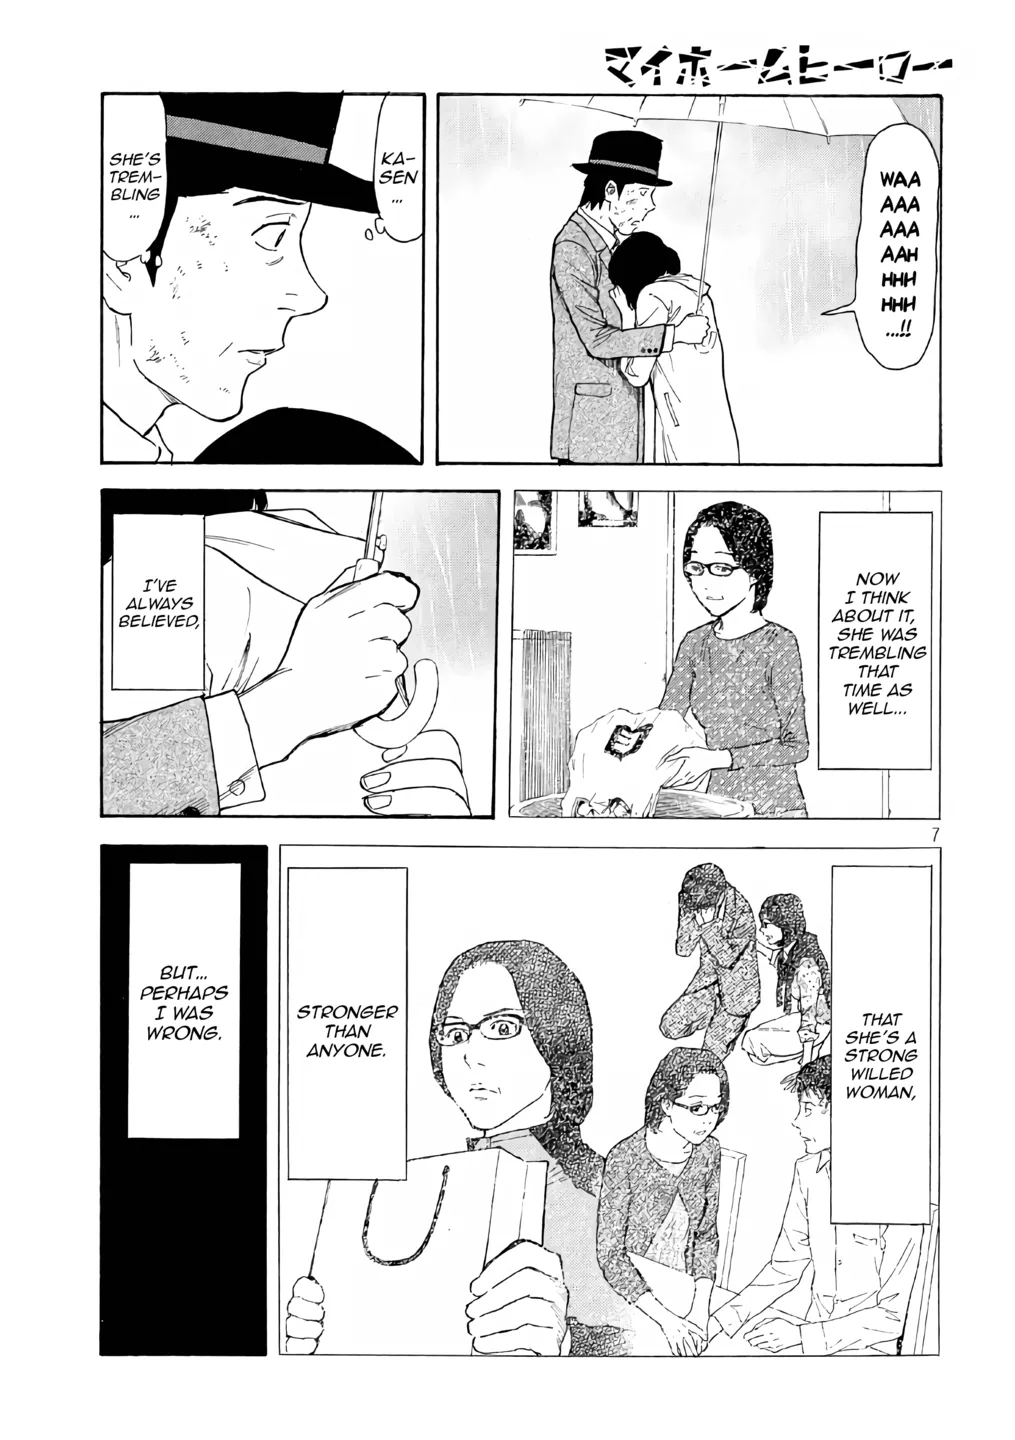 マイホームヒーロー
WAA
AAA
AAA
AAH
HHH
HHH
...!!
KA-
SEN
...
SHE'S
TREM-
BLING
...
NOW
I THINK
ABOUT IT,
SHE WAS
TREMBLING
THAT
TIME AS
WELL...
I'VE
ALWAYS
BELIEVED,
7
THAT
SHE'S A
STRONG
WILLED
WOMAN,
STRONGER
THAN
ANYONE.
BUT...
PERHAPS
I WAS
WRONG.